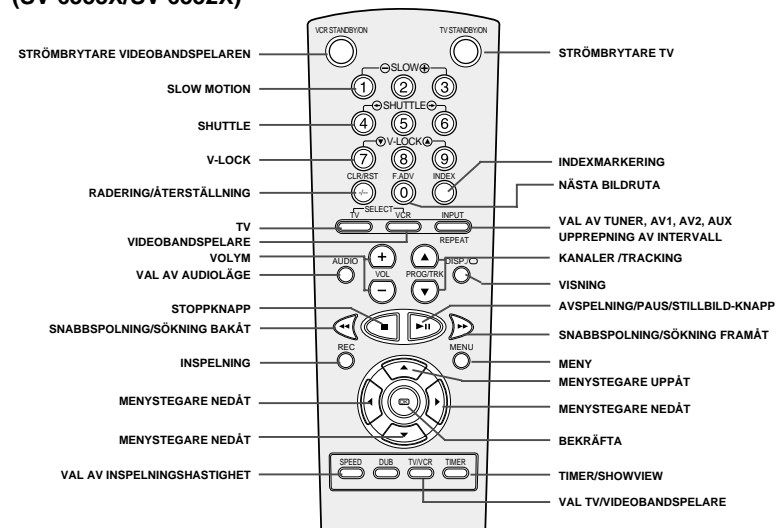 VCR STANDBY/ON
TV STANDBY/ON
STRÖMBRYTARE VIDEOBANDSPELAREN
STRÖMBRYTARE TV
SLOW
SLOW MOTION
1 2 3
SHUTTLE
SHUTTLE
4 5 6
V-LOCK
V-LOCK
7 8 9
INDEXMARKERING
CLR/RST F.ADV INDEX
NÄSTA BILDRUTA
RADERING/ÅTERSTÄLLNING
-/-- 0
SELECT
TV VCR INPUT
VAL AV TUNER, AV1, AV2, AUX
TV
UPPREPNING AV INTERVALL
VIDEOBANDSPELARE
REPEAT
VOLYM
KANALER /TRACKING
AUDIO + DISP./
VAL AV AUDIOLÄGE
VOL PROG/TRK
VISNING
−
STOPPKNAPP
AVSPELNING/PAUS/STILLBILD-KNAPP
SNABBSPOLNING/SÖKNING BAKÅT
SNABBSPOLNING/SÖKNING FRAMÅT
REC MENU
INSPELNING
MENY
MENYSTEGARE UPPÅT
MENYSTEGARE NEDÅT
OK
MENYSTEGARE NEDÅT
MENYSTEGARE NEDÅT
BEKRÄFTA
SPEED DUB TV/VCR TIMER
VAL AV INSPELNINGSHASTIGHET
TIMER/SHOWVIEW
VAL TV/VIDEOBANDSPELARE